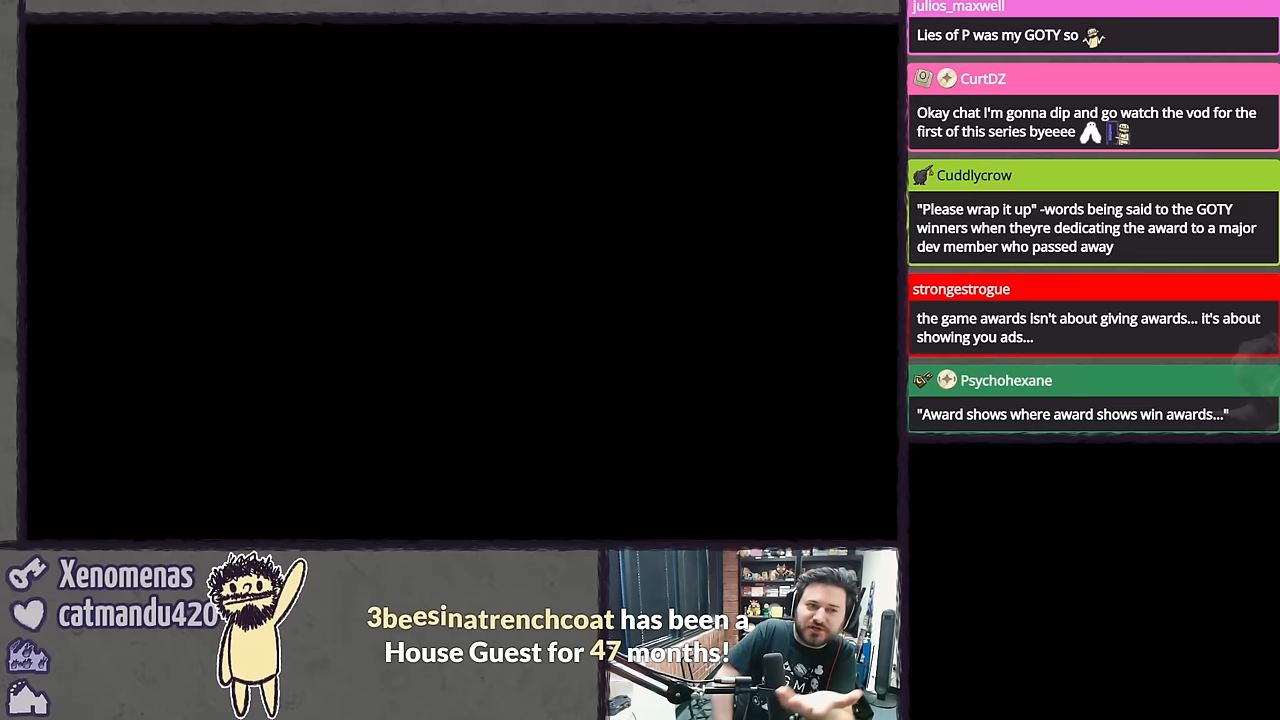 julios_maxwell
Lies of P was my GOTY so
CurtDZ
Okay chat I'm gonna dip and go watch the vod for the
first of this series byeeee
Cuddlycrow
"Please wrap it up" -words being said to the GOTY
winners when theyre dedicating the award to a major
dev member who passed away
strongestrogue
the game awards isn't about giving awards... it's about
showing you ads...
Psychohexane
"Award shows where award shows win awards..."
Xenomenas
catmandu420
3beesinatrenchcoat has been a
House Guest for 47 months!